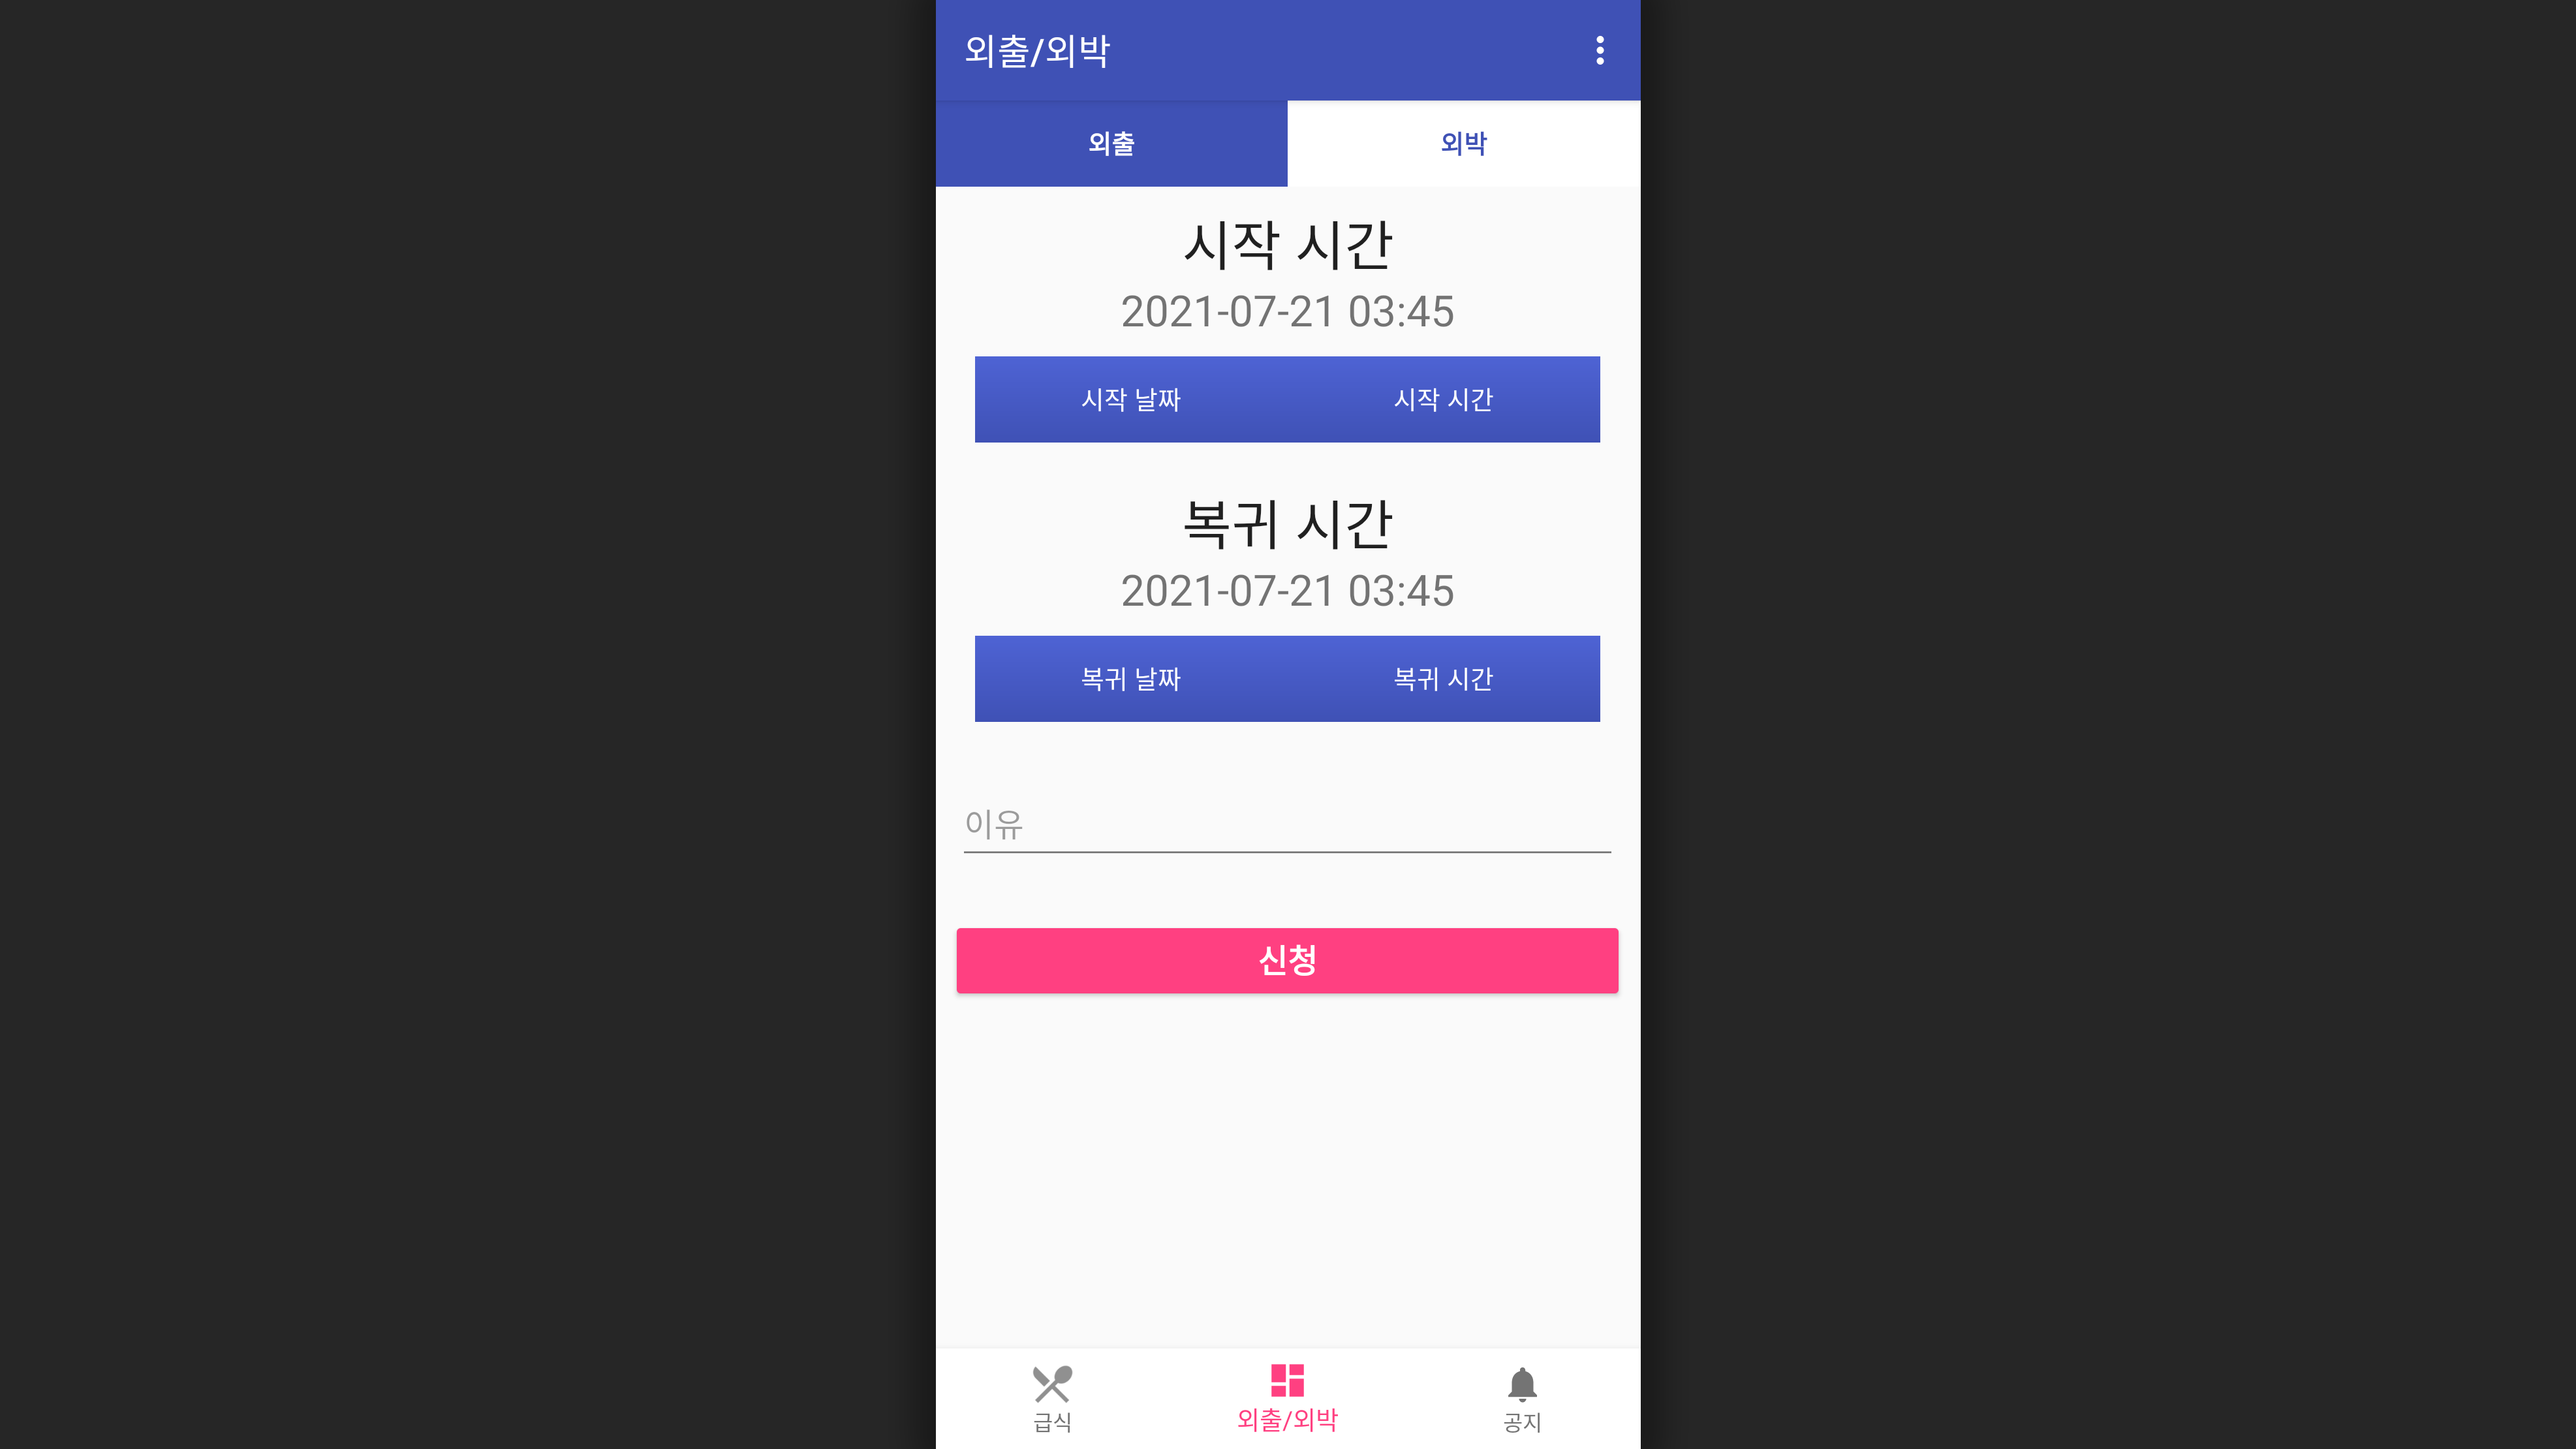 외출/외박
외출 외박
시작 시간
2021-07-21 03:45
시작 날짜 시작 시간
복귀 시간
2021-07-21 03:45
복귀 날짜 복귀 시간
이유
신청
급식 외출/외박 공지